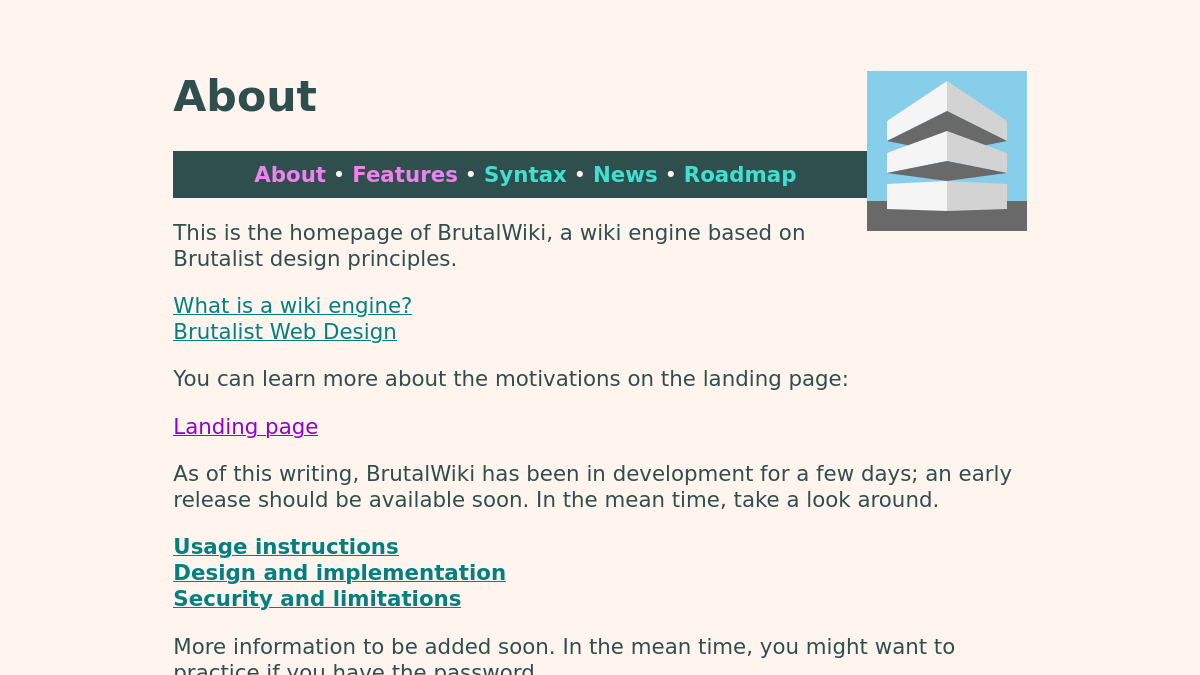 About
About • Features • Syntax • News • Roadmap
This is the homepage of BrutalWiki, a wiki engine based on
Brutalist design principles.
What is a wiki engine?
Brutalist Web Design
You can learn more about the motivations on the landing page:
Landing page
As of this writing, BrutalWiki has been in development for a few days; an early
release should be available soon. In the mean time, take a look around.
Usage instructions
Design and implementation
Security and limitations
More information to be added soon. In the mean time, you might want to
practice if you have the password.